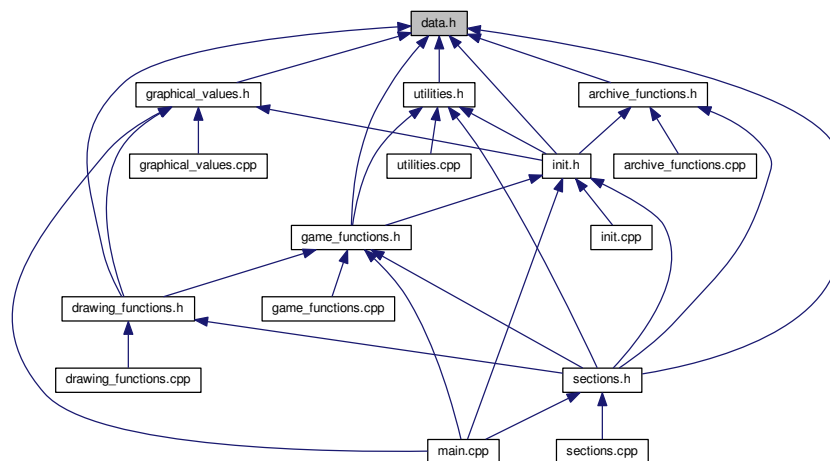 data.h
graphical_values.h
utilities.h
archive_functions.h
graphical_values.cpp
utilities.cpp
init.h
archive_functions.cpp
game_functions.h
init.cpp
drawing_functions.h
game_functions.cpp
drawing_functions.cpp
sections.h
main.cpp
sections.cpp